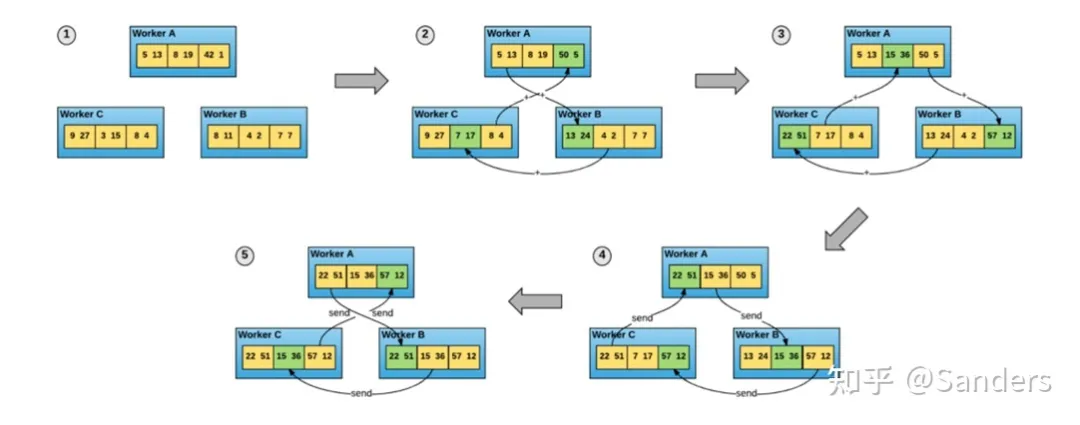 1
Worker A
5 13 8 19 42 1
Worker C
9 27 3 15 8 4
Worker B
8 11 4 2 7 7
2
Worker A
5 13 8 19 50 5
+ +
Worker C
9 27 7 17 8 4
Worker B
13 24 4 2 7 7
+
3
Worker A
5 13 15 36 50 5
+ +
Worker C
22 51 7 17 8 4
Worker B
13 24 4 2 57 12
+
5
Worker A
22 51 15 36 57 12
send send
Worker C
22 51 15 36 57 12
Worker B
22 51 15 36 57 12
send
4
Worker A
22 51 15 36 50 5
send send
Worker C
22 51 7 17 57 12
Worker B
13 24 15 36 57 12
send
知乎 @Sanders